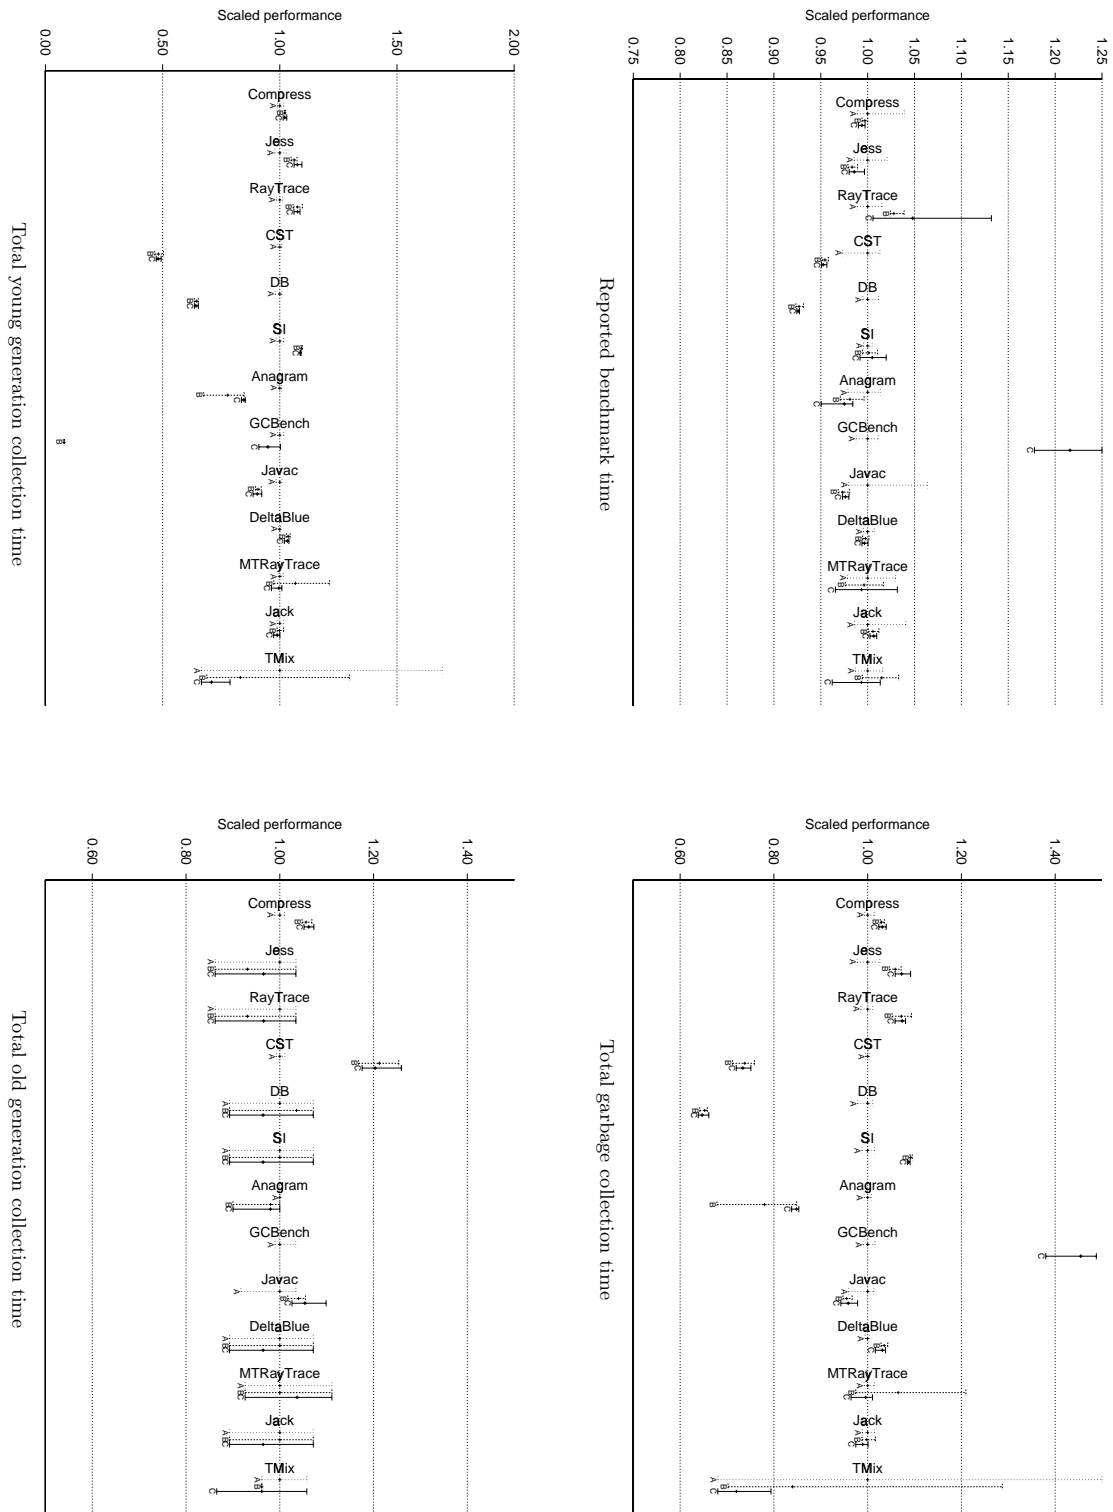 Scaled performance
0.00
0.50
1.00
1.50
2.00
Compress
A
B
C
Jess
A
B
C
RayTrace
A
B
C
CST
A
B
C
DB
A
B
C
SI
A
B
C
Anagram
A
B
C
GCBench
A
B
C
Javac
A
B
C
DeltaBlue
A
B
C
MTRayTrace
A
B
C
Jack
A
B
C
TMix
A
B
C
Total young generation collection time
Scaled performance
0.75
0.80
0.85
0.90
0.95
1.00
1.05
1.10
1.15
1.20
1.25
Compress
A
B
C
Jess
A
B
C
RayTrace
A
B
C
CST
A
B
C
DB
A
B
C
SI
A
B
C
Anagram
A
B
C
GCBench
A
C
Javac
A
B
C
DeltaBlue
A
B
C
MTRayTrace
A
B
C
Jack
A
B
C
TMix
A
B
C
Reported benchmark time
Scaled performance
0.60
0.80
1.00
1.20
1.40
Compress
A
B
C
Jess
A
B
C
RayTrace
A
B
C
CST
A
B
C
DB
A
B
C
SI
A
B
C
Anagram
A
B
C
GCBench
A
Javac
A
B
C
DeltaBlue
A
B
C
MTRayTrace
A
B
C
Jack
A
B
C
TMix
A
B
C
Total old generation collection time
Scaled performance
0.60
0.80
1.00
1.20
1.40
Compress
A
B
C
Jess
A
B
C
RayTrace
A
B
C
CST
A
B
C
DB
A
B
C
SI
A
B
C
Anagram
A
B
C
GCBench
A
C
Javac
A
B
C
DeltaBlue
A
B
C
MTRayTrace
A
B
C
Jack
A
B
C
TMix
A
B
C
Total garbage collection time